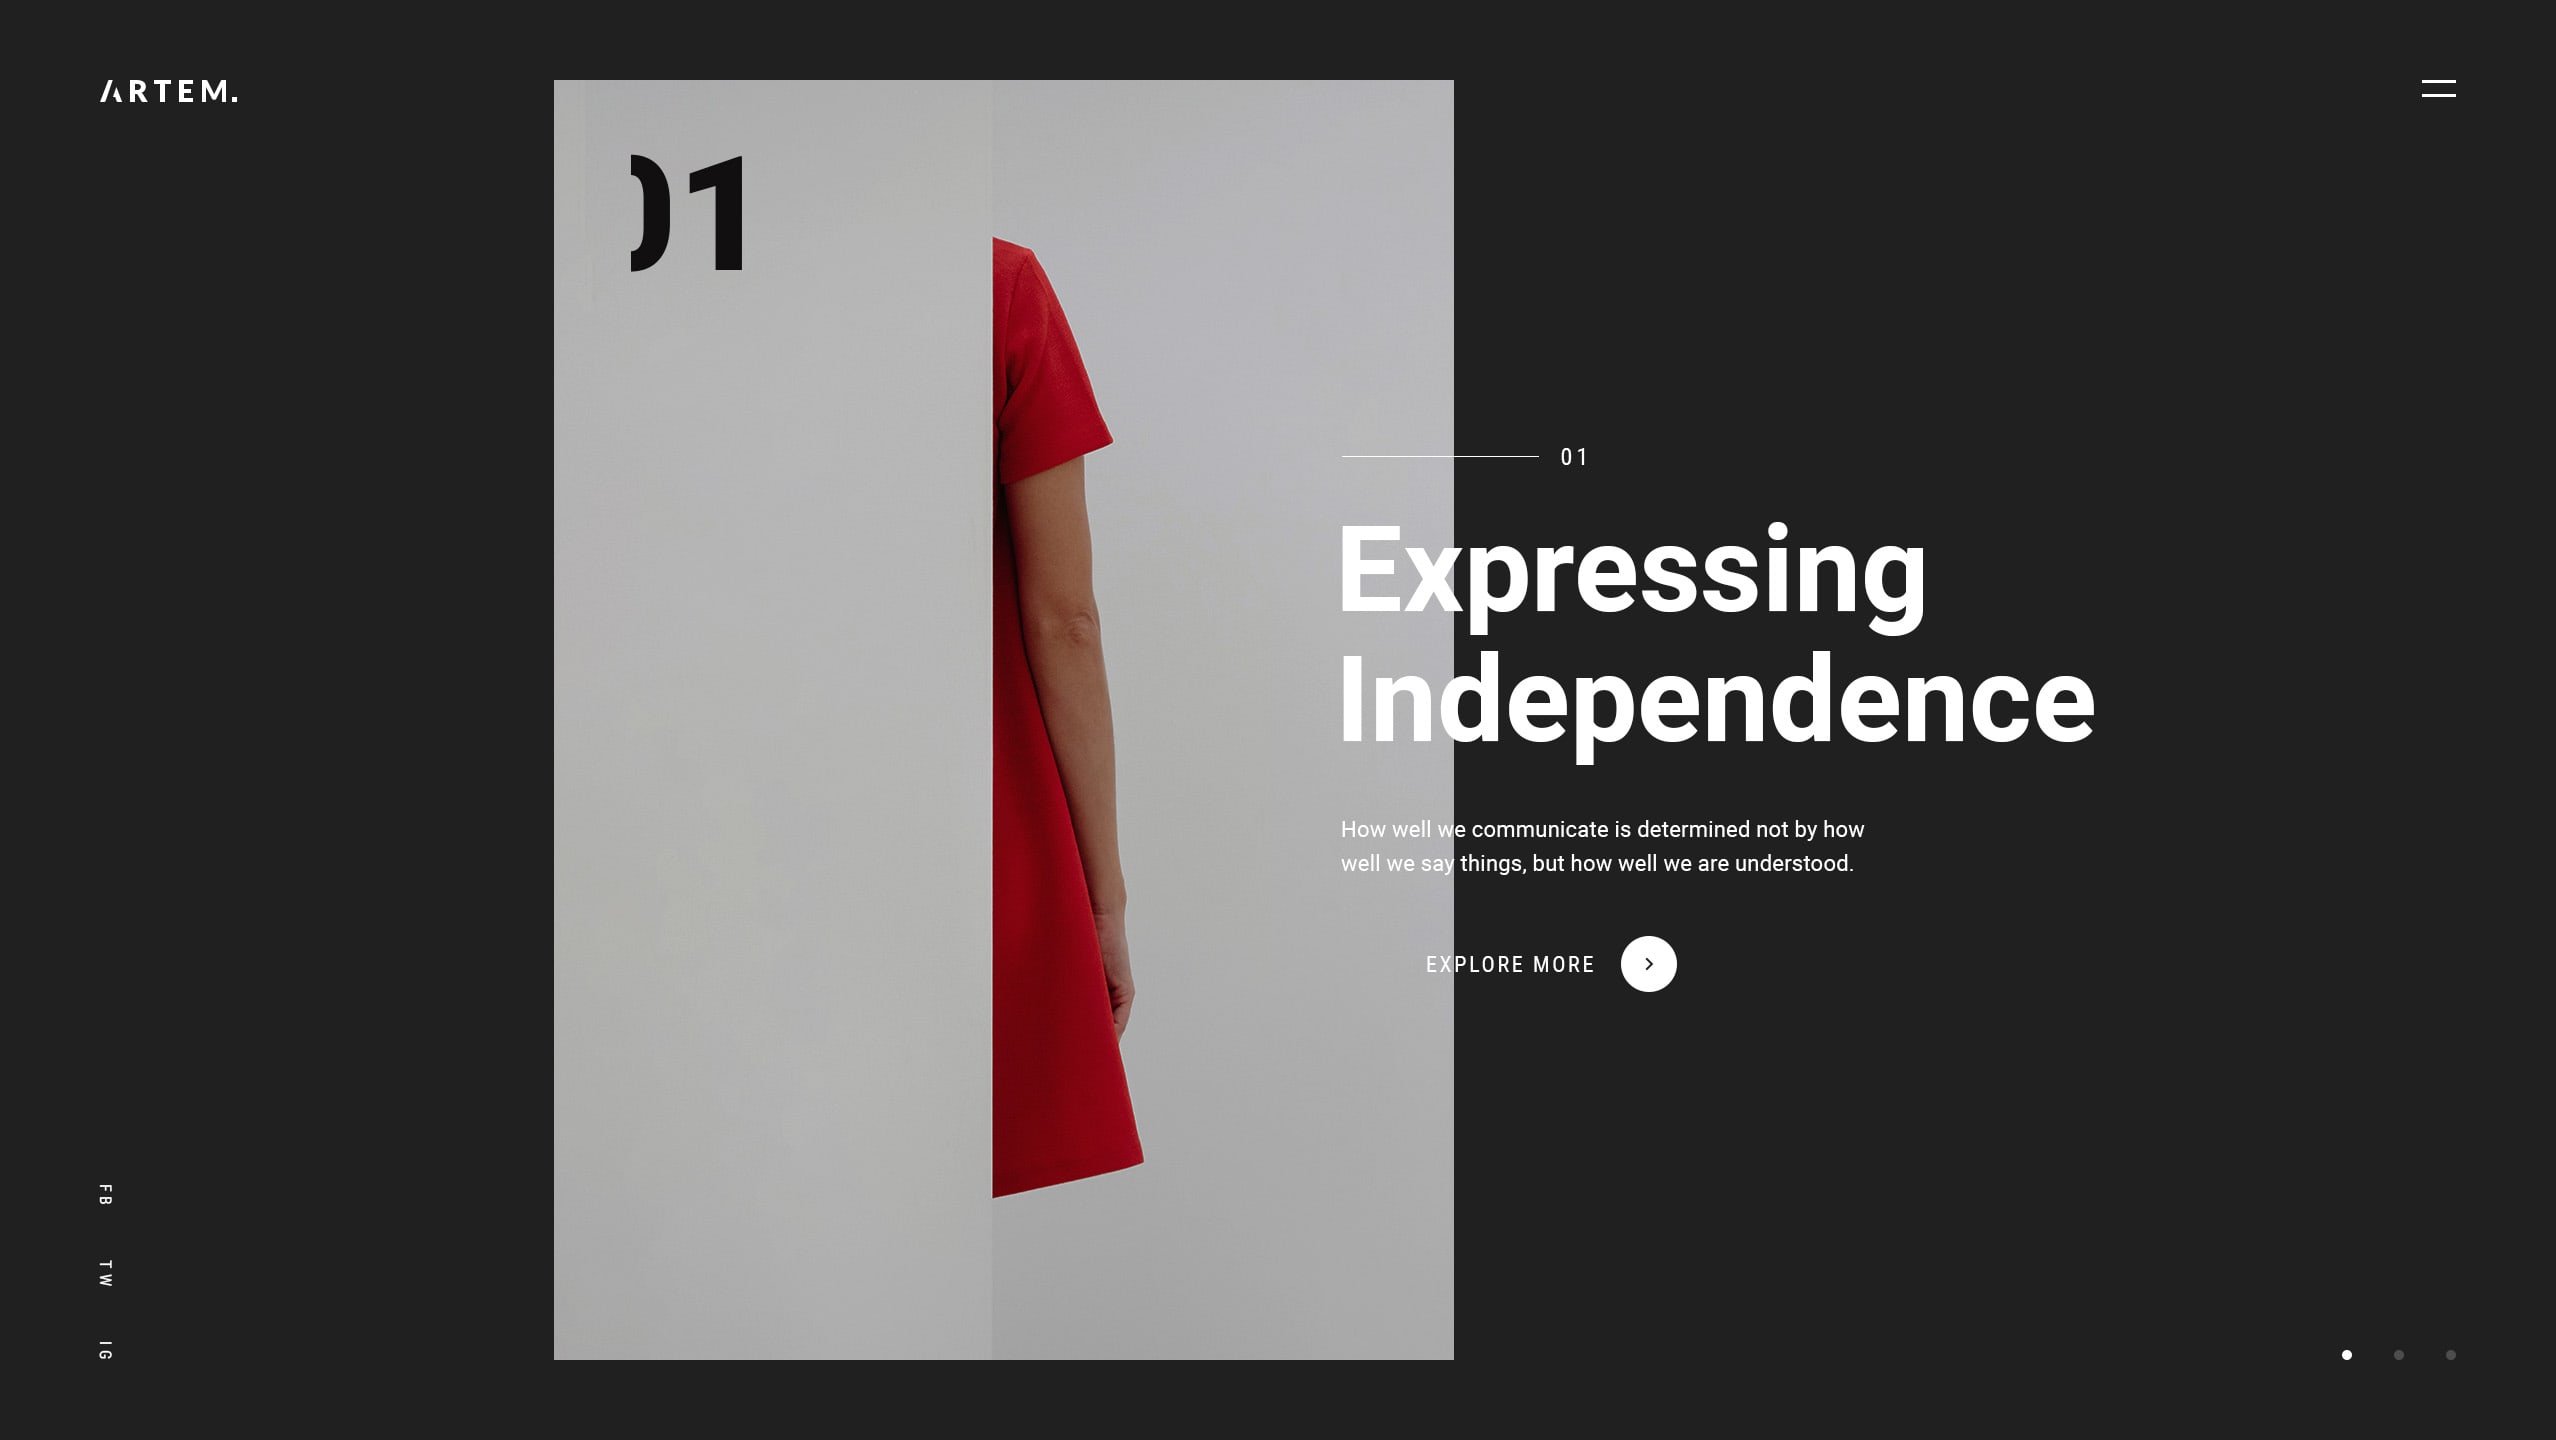 ARTEM.
01
01
Expressing
Independence
How well we communicate is determined not by how
well we say things, but how well we are understood.
EXPLORE MORE
FB
TW
IG